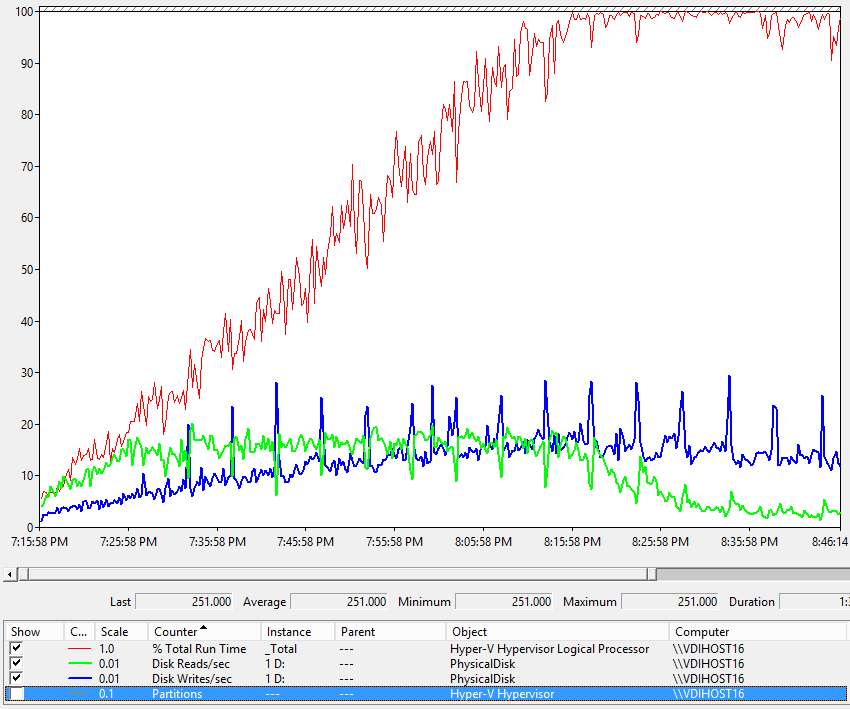 100
90
80
70
60
50
40
30
20
10
0
7:15:58 PM 7:25:58 PM 7:35:58 PM 7:45:58 PM 7:55:58 PM 8:05:58 PM 8:15:58 PM 8:25:58 PM 8:35:58 PM 8:46:14
Last 251.000 Average 251.000 Minimum 251.000 Maximum 251.000 Duration
Show C... Scale Counter Instance Parent Object Computer
1.0 % Total Run Time _Total --- Hyper-V Hypervisor Logical Processor \\VDIHOST16
0.01 Disk Reads/sec 1 D: --- PhysicalDisk \\VDIHOST16
0.01 Disk Writes/sec 1 D: --- PhysicalDisk \\VDIHOST16
0.1 Partitions --- --- Hyper-V Hypervisor \\VDIHOST16